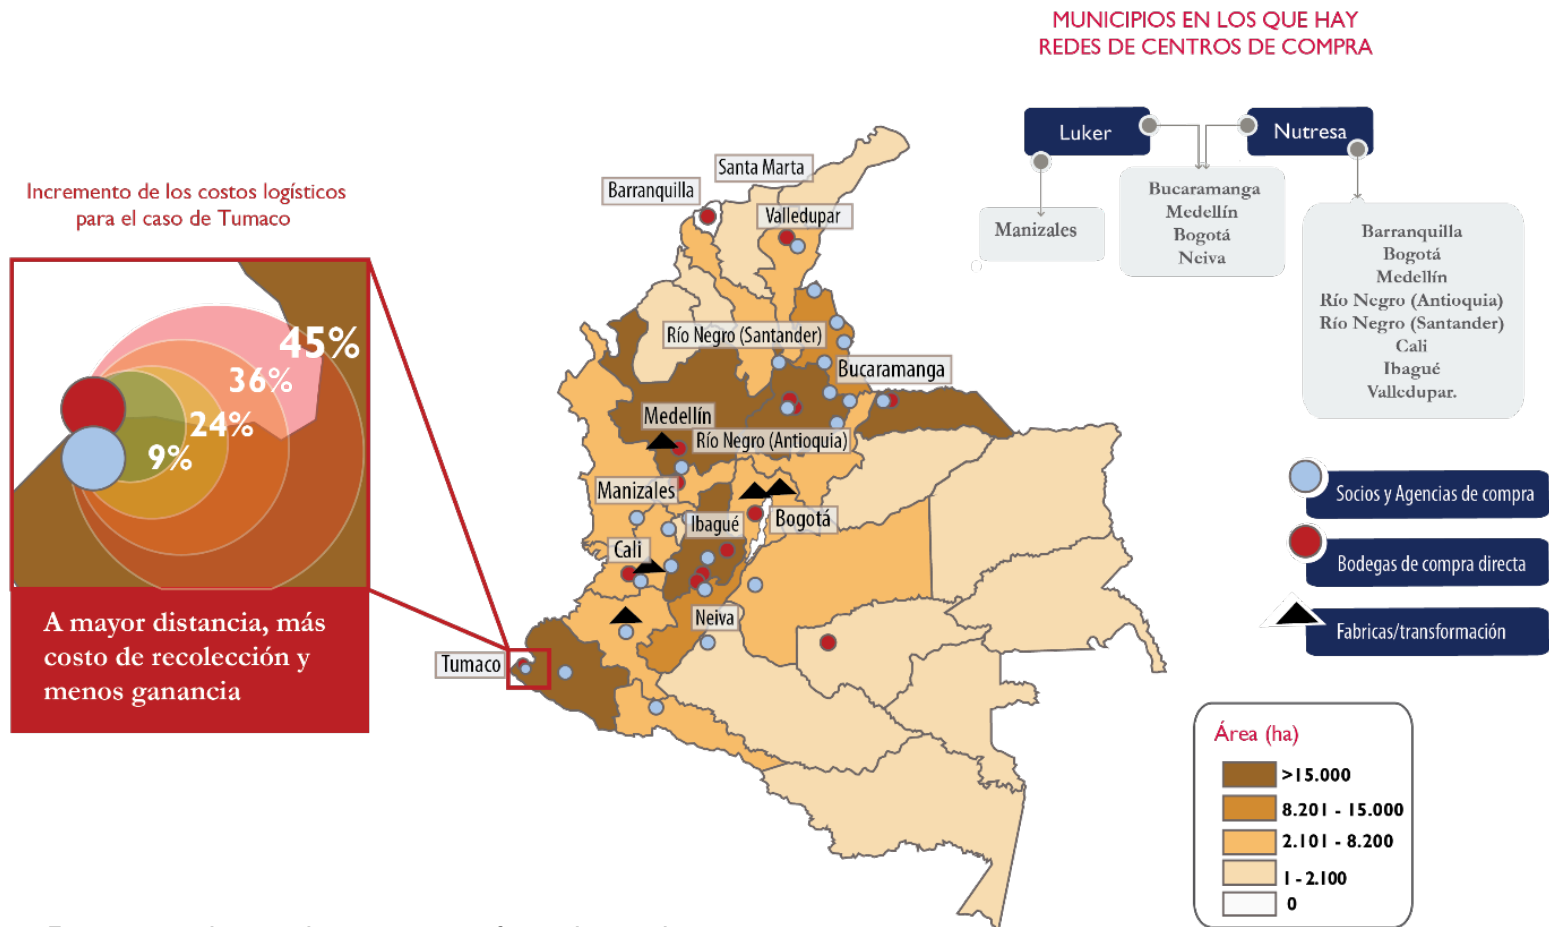 MUNICIPIOS EN LOS QUE HAY
REDES DE CENTROS DE COMPRA
Luker
Nutresa
Manizales
Bucaramanga
Medellín
Bogotá
Neiva
Barranquilla
Bogotá
Medellín
Río Negro (Antioquia)
Río Negro (Santander)
Cali
Ibagué
Valledupar.
Incremento de los costos logísticos
para el caso de Tumaco
45%
36%
24%
9%
A mayor distancia, más
costo de recolección y
menos ganancia
Santa Marta
Barranquilla
Valledupar
Río Negro (Santander)
Bucaramanga
Medellín
Río Negro (Antioquia)
Manizales
Ibagué
Bogotá
Cali
Neiva
Tumaco
Socios y Agencias de compra
Bodegas de compra directa
Fabricas/transformación
Área (ha)
>15.000
8.201 - 15.000
2.101 - 8.200
1 - 2.100
0